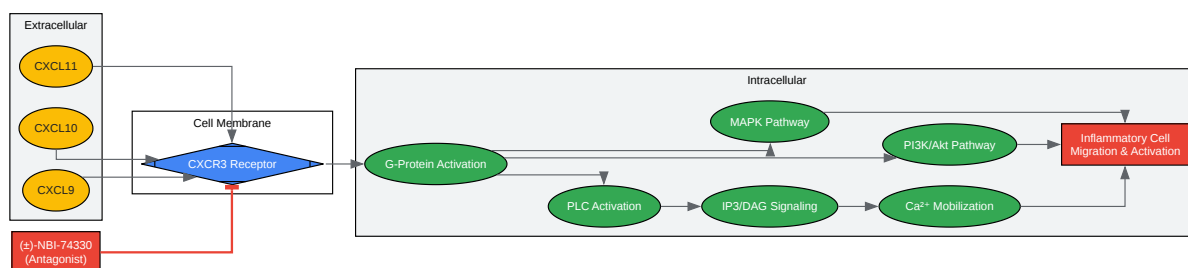 Extracellular
CXCL11
CXCL10
CXCL9
(±)-NBI-74330
(Antagonist)
Cell Membrane
CXCR3 Receptor
Intracellular
G-Protein Activation
MAPK Pathway
PI3K/Akt Pathway
PLC Activation
IP3/DAG Signaling
Ca²⁺ Mobilization
Inflammatory Cell
Migration & Activation